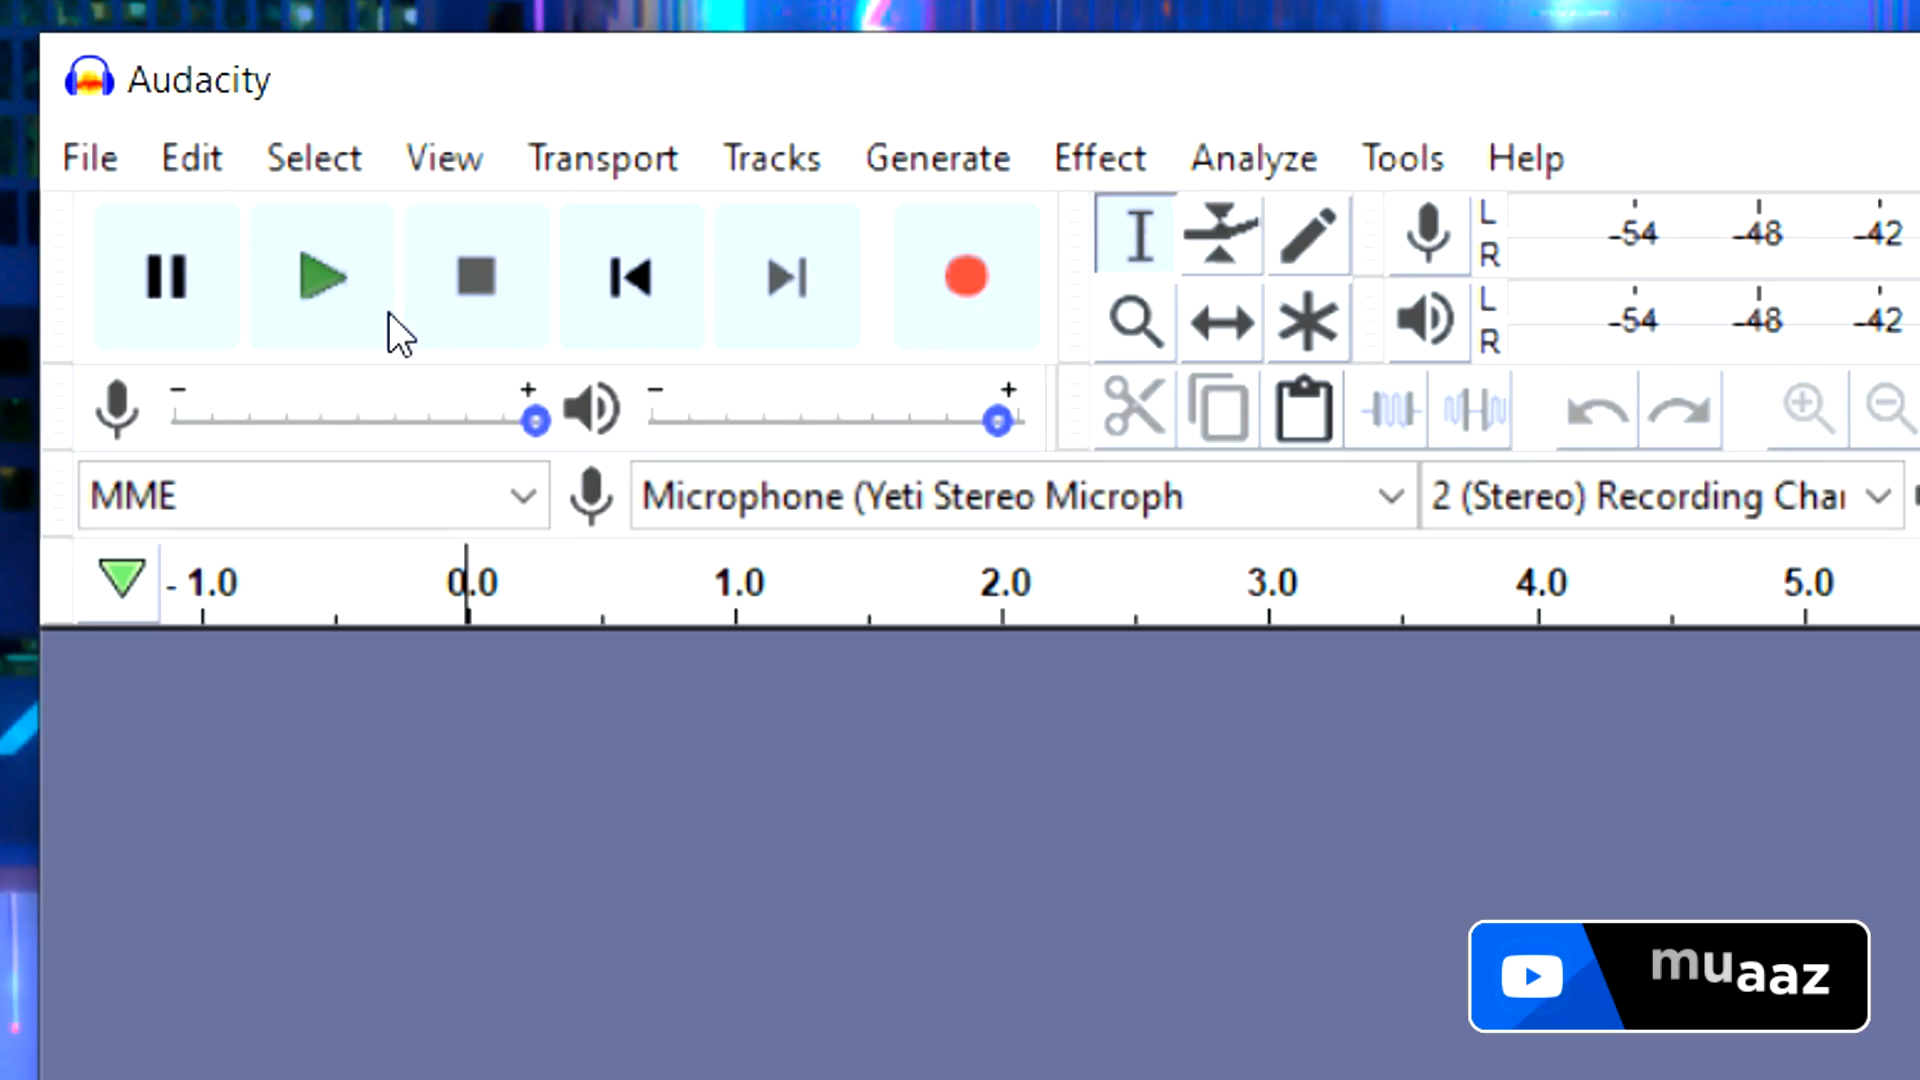 Audacity
File Edit Select View Transport Tracks Generate Effect Analyze Tools Help
L
R
-54 -48 -42
L
R
-54 -48 -42
- + - +
MME
Microphone (Yeti Stereo Microph
2 (Stereo) Recording Char
- 1.0 0.0 1.0 2.0 3.0 4.0 5.0
muaaz